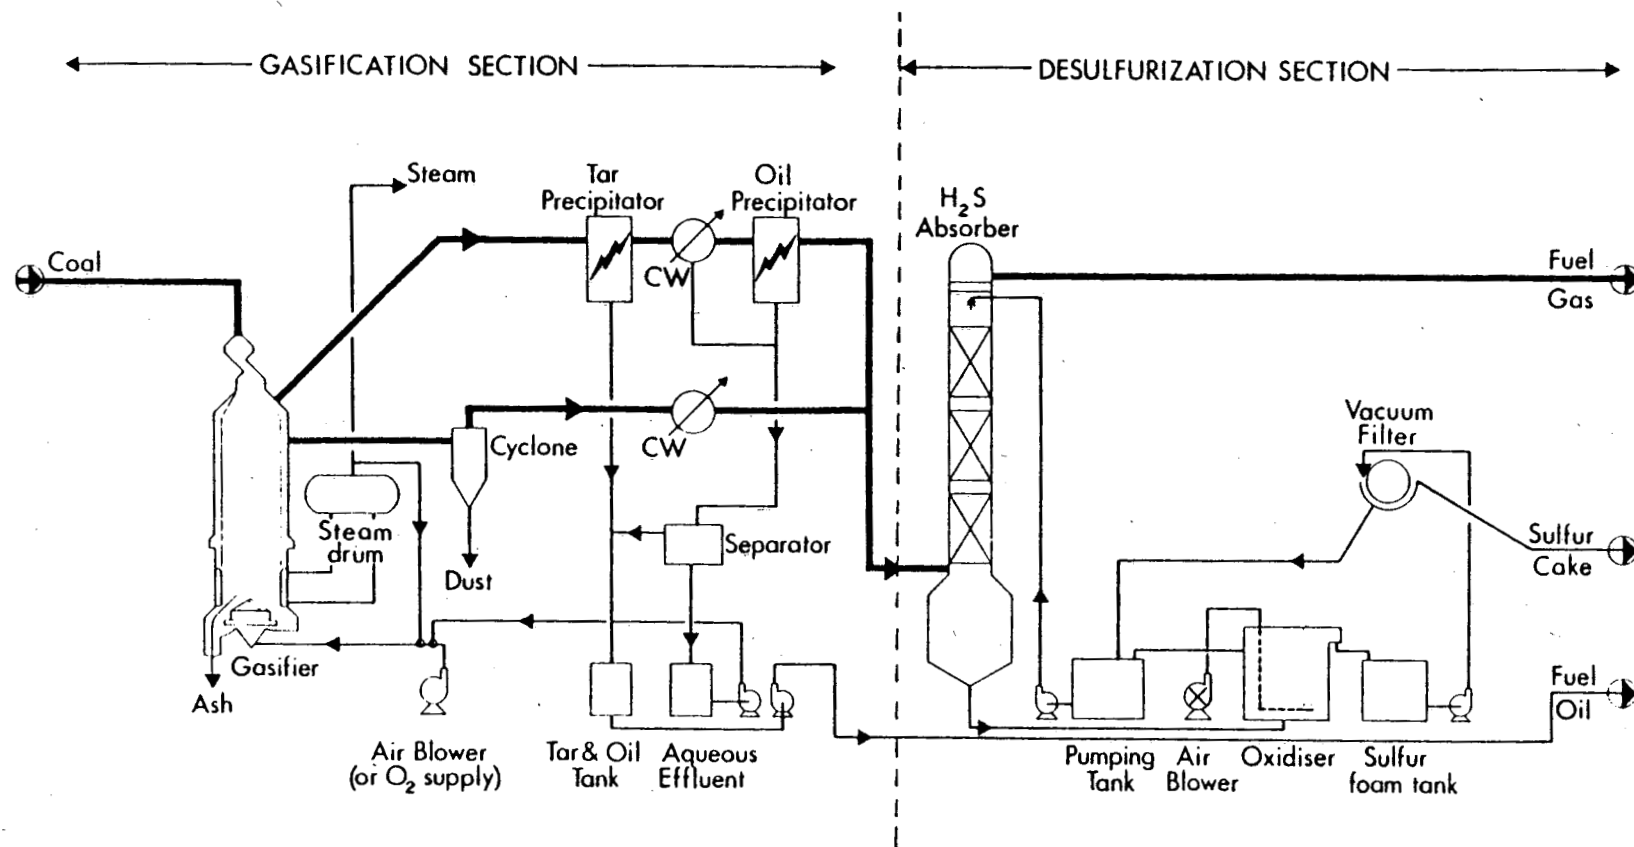 GASIFICATION SECTION
DESULFURIZATION SECTION
Steam
Tar
Precipitator
Oil
Precipitator
H₂S
Absorber
Coal
CW
Fuel
Gas
Vacuum
Filter
Cyclone
CW
Steam
drum
Separator
Sulfur
Cake
Dust
Gasifier
Ash
Fuel
Oil
Air Blower
(or O₂ supply)
Tar & Oil
Tank
Aqueous
Effluent
Pumping
Tank
Air
Blower
Oxidiser
Sulfur
foam tank